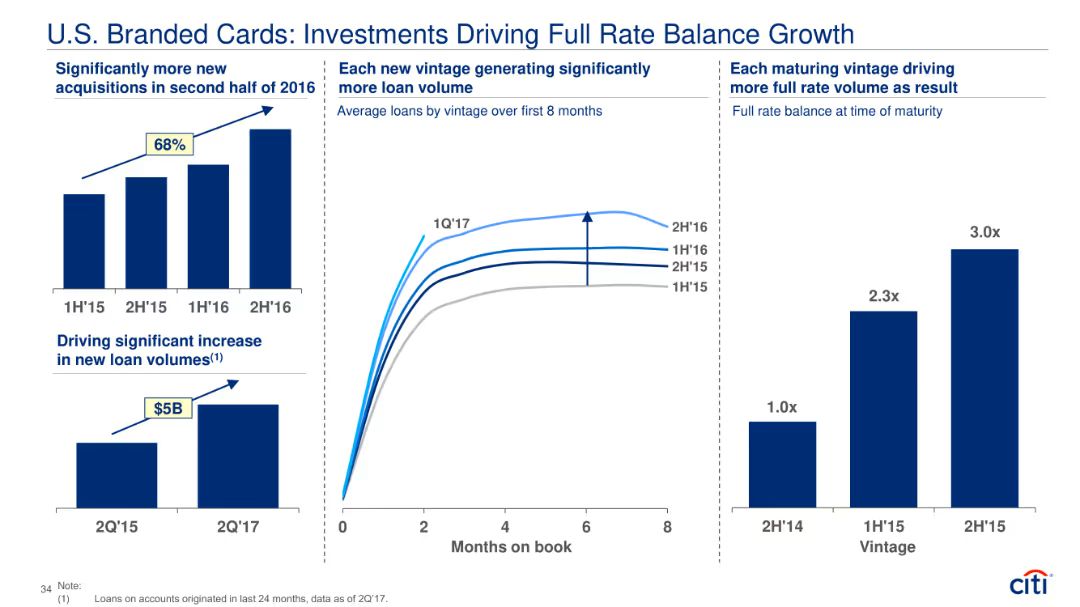 U.S. Branded Cards: Investments Driving Full Rate Balance Growth
Significantly more new
acquisitions in second half of 2016
68%
1H'15 2H'15 1H'16 2H'16
Driving significant increase
in new loan volumes(1)
$5B
2Q'15 2Q'17
Each new vintage generating significantly
more loan volume
Average loans by vintage over first 8 months
1Q'17
2H'16
1H'16
2H'15
1H'15
0 2 4 6 8
Months on book
Each maturing vintage driving
more full rate volume as result
Full rate balance at time of maturity
3.0x
2.3x
1.0x
2H'14 1H'15 2H'15
Vintage
34 Note:
(1) Loans on accounts originated in last 24 months, data as of 2Q'17.
citi